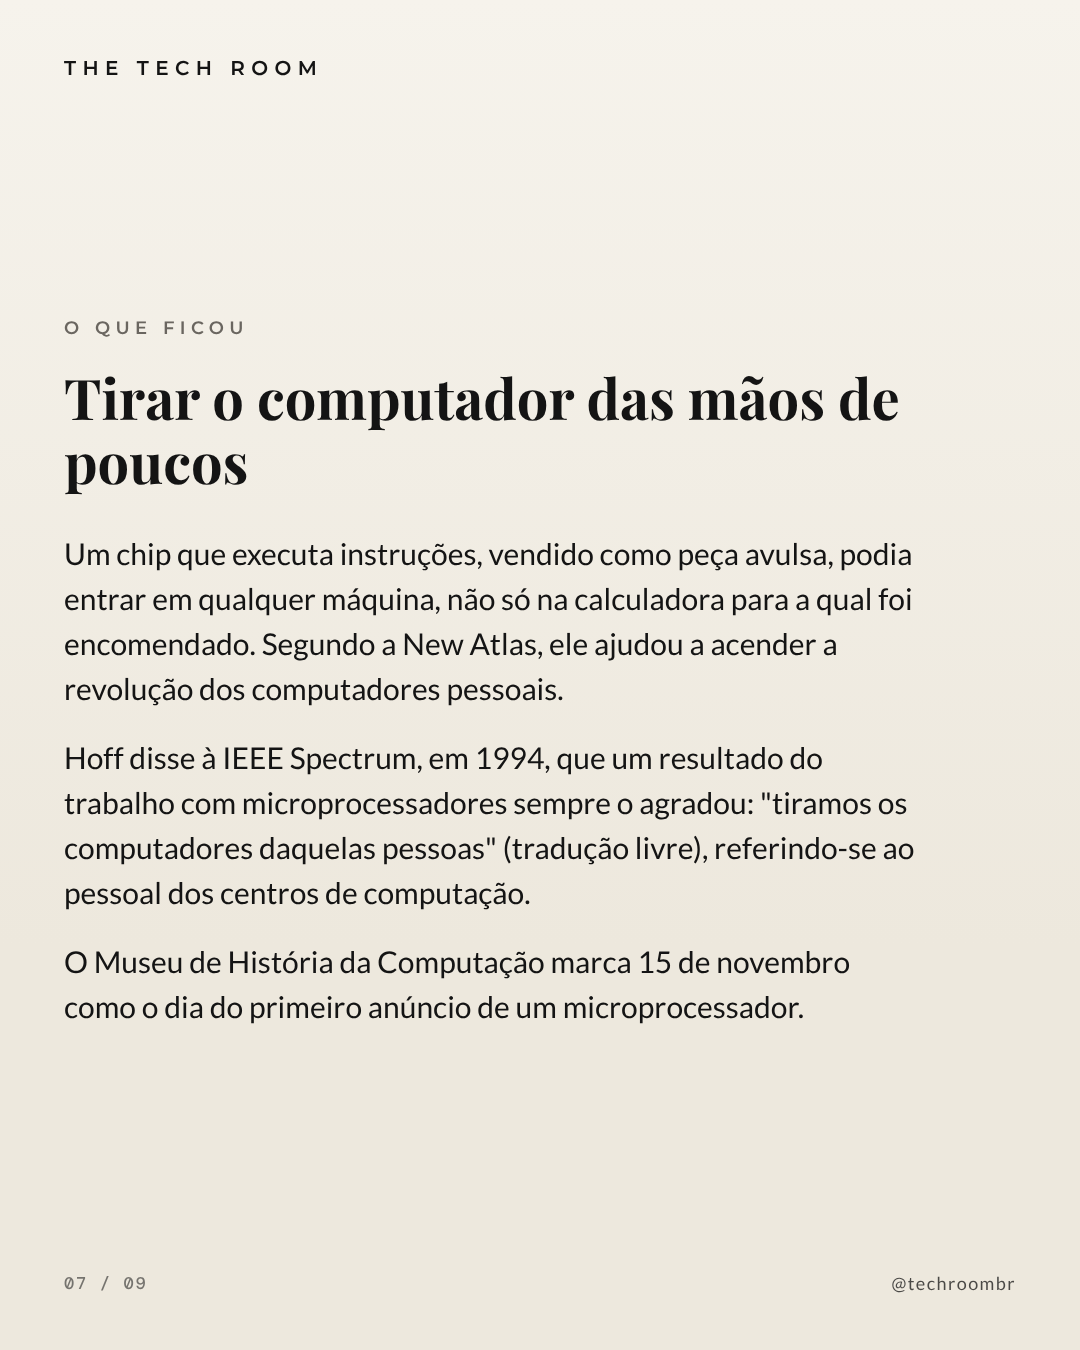 THE TECH ROOM
O QUE FICOU
Tirar o computador das mãos de
poucos
Um chip que executa instruções, vendido como peça avulsa, podia
entrar em qualquer máquina, não só na calculadora para a qual foi
encomendado. Segundo a New Atlas, ele ajudou a acender a
revolução dos computadores pessoais.
Hoff disse à IEEE Spectrum, em 1994, que um resultado do
trabalho com microprocessadores sempre o agradou: "tiramos os
computadores daquelas pessoas" (tradução livre), referindo-se ao
pessoal dos centros de computação.
O Museu de História da Computação marca 15 de novembro
como o dia do primeiro anúncio de um microprocessador.
07 / 09
@techroombr